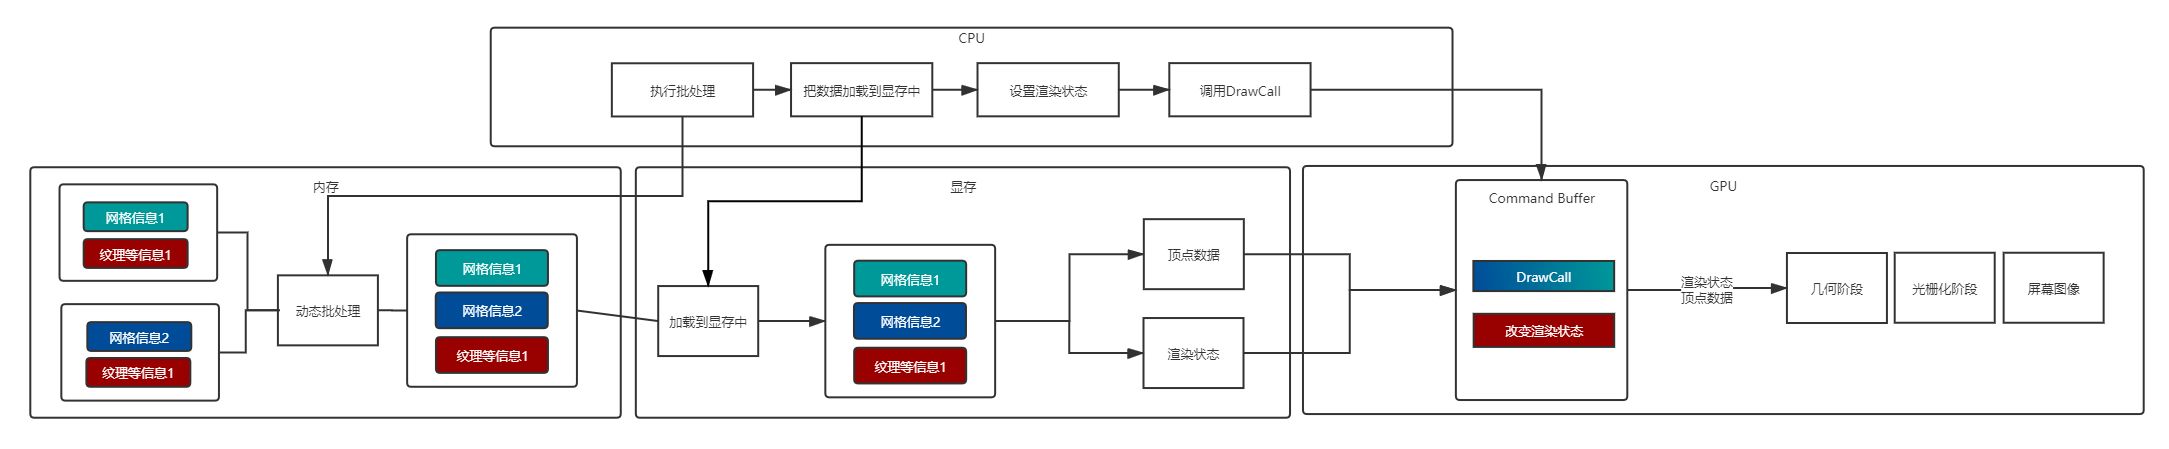 CPU
执行批处理
把数据加载到显存中
设置渲染状态
调用DrawCall
内存
网格信息1
纹理等信息1
网格信息2
纹理等信息1
动态批处理
网格信息1
网格信息2
纹理等信息1
显存
加载到显存中
网格信息1
网格信息2
纹理等信息1
顶点数据
渲染状态
GPU
Command Buffer
DrawCall
改变渲染状态
渲染状态
顶点数据
几何阶段
光栅化阶段
屏幕图像